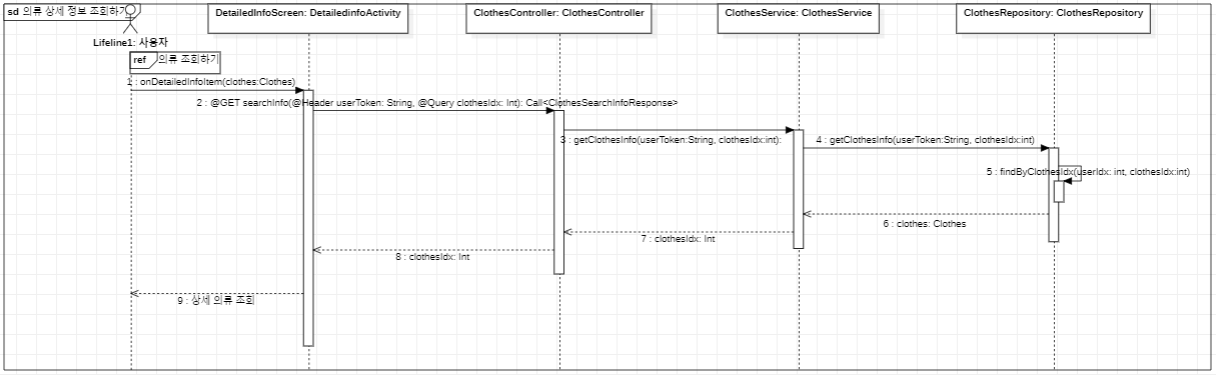 sd 의류 상세 정보 조회하기
DetailedInfoScreen: DetailedinfoActivity
ClothesController: ClothesController
ClothesService: ClothesService
ClothesRepository: ClothesRepository
Lifeline1: 사용자
ref 의류 조회하기
1 : onDetailedInfoItem(clothes:Clothes)
2 : @GET searchInfo(@Header userToken: String, @Query clothesIdx: Int): Call<ClothesSearchInfoResponse>
3 : getClothesInfo(userToken:String, clothesIdx:int):
4 : getClothesInfo(userToken:String, clothesIdx:int)
5 : findByClothesIdx(userIdx: int, clothesIdx:int)
6 : clothes: Clothes
7 : clothesIdx: Int
8 : clothesIdx: Int
9 : 상세 의류 조회